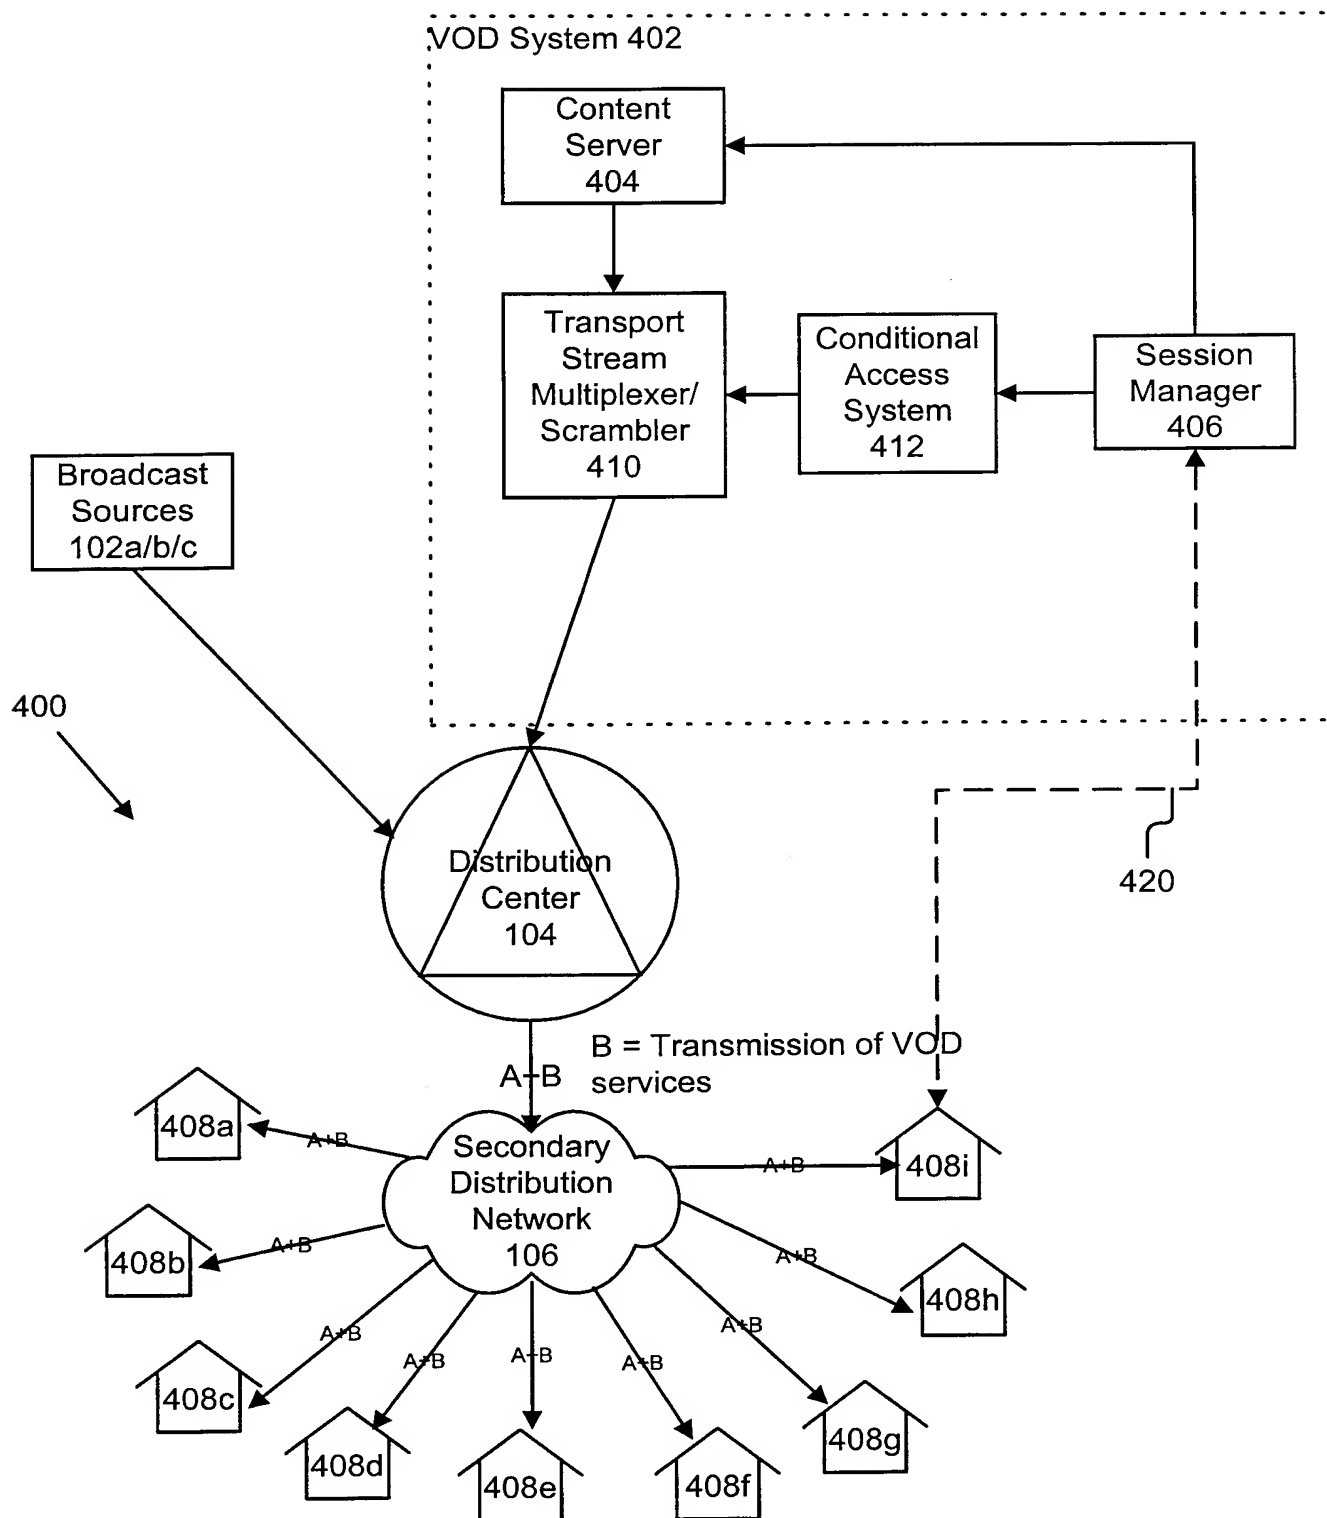 VOD System 402
Content
Server
404
Transport
Stream
Multiplexer/
Scrambler
410
Conditional
Access
System
412
Session
Manager
406
Broadcast
Sources
102a/b/c
400
Distribution
Center
104
420
B = Transmission of VOD
services
A+B
Secondary
Distribution
Network
106
408a
A+B
408b
A+B
408c
A+B
408d
A+B
408e
A+B
408f
A+B
408g
A+B
408h
A+B
408i
A+B